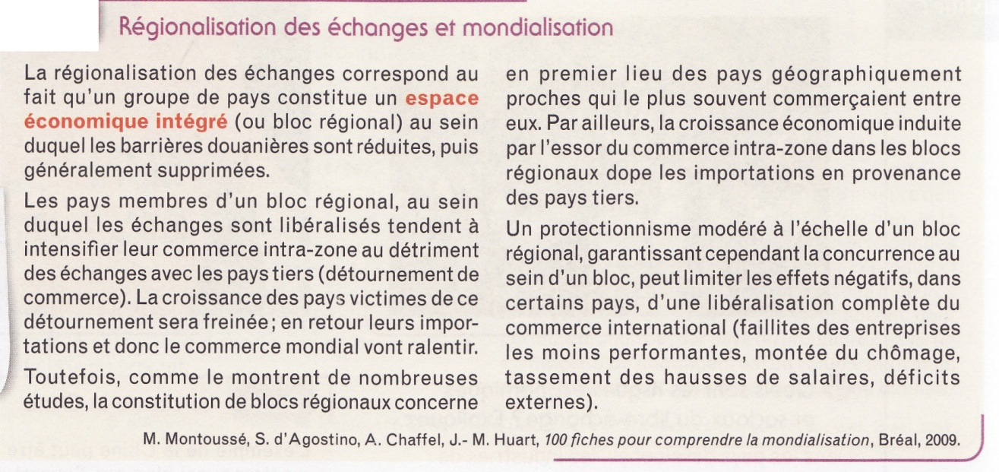 Régionalisation des échanges et mondialisation
La régionalisation des échanges correspond au
fait qu'un groupe de pays constitue un espace
économique intégré (ou bloc régional) au sein
duquel les barrières douanières sont réduites, puis
généralement supprimées.
Les pays membres d'un bloc régional, au sein
duquel les échanges sont libéralisés tendent à
intensifier leur commerce intra-zone au détriment
des échanges avec les pays tiers (détournement de
commerce). La croissance des pays victimes de ce
détournement sera freinée ; en retour leurs impor-
tations et donc le commerce mondial vont ralentir.
Toutefois, comme le montrent de nombreuses
études, la constitution de blocs régionaux concerne
en premier lieu des pays géographiquement
proches qui le plus souvent commerçaient entre
eux. Par ailleurs, la croissance économique induite
par l'essor du commerce intra-zone dans les blocs
régionaux dope les importations en provenance
des pays tiers.
Un protectionnisme modéré à l'échelle d'un bloc
régional, garantissant cependant la concurrence au
sein d'un bloc, peut limiter les effets négatifs, dans
certains pays, d'une libéralisation complète du
commerce international (faillites des entreprises
les moins performantes, montée du chômage,
tassement des hausses de salaires, déficits
externes).
M. Montoussé, S. d'Agostino, A. Chaffel, J.- M. Huart, 100 fiches pour comprendre la mondialisation, Bréal, 2009.